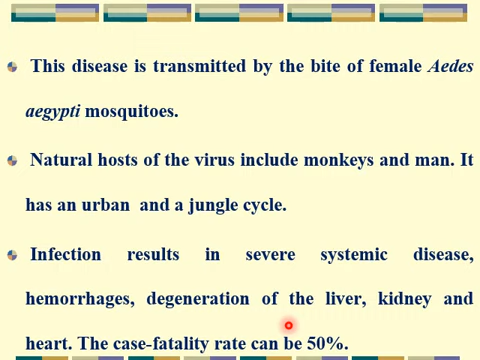 This disease is transmitted by the bite of female Aedes
aegypti mosquitoes.
Natural hosts of the virus include monkeys and man. It
has an urban and a jungle cycle.
Infection results in severe systemic disease,
hemorrhages, degeneration of the liver, kidney and
heart. The case-fatality rate can be 50%.